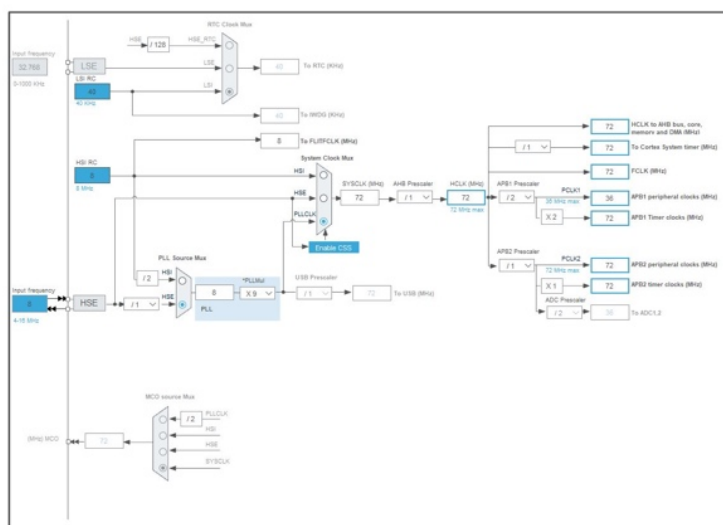 RTC Clock Mux
HSE
/ 128
HSE_RTC
Input frequency
32.768
LSE
LSE
40
To RTC (KHz)
0-1000 KHz
LSI RC
40
LSI
40 KHz
40
To IWDG (KHz)
8
To FLITFCLK (MHz)
System Clock Mux
HSI RC
8
HSI
8 MHz
HSE
SYSCLK (MHz)
AHB Prescaler
HCLK (MHz)
72
/ 1
72
72 MHz max
PLLCLK
Enable CSS
72
HCLK to AHB bus, core,
memory and DMA (MHz)
/ 1
72
To Cortex System timer (MHz)
72
FCLK (MHz)
APB1 Prescaler
/ 2
PCLK1
36 MHz max
36
APB1 peripheral clocks (MHz)
X 2
72
APB1 Timer clocks (MHz)
APB2 Prescaler
/ 1
PCLK2
72 MHz max
72
APB2 peripheral clocks (MHz)
X 1
72
APB2 timer clocks (MHz)
ADC Prescaler
/ 2
36
To ADC1,2
PLL Source Mux
/ 2
HSI
Input frequency
8
HSE
/ 1
HSE
8
*PLLMul
X 9
PLL
4-16 MHz
USB Prescaler
/ 1
72
To USB (MHz)
MCO source Mux
/ 2
PLLCLK
HSI
HSE
SYSCLK
(MHz) MCO
72